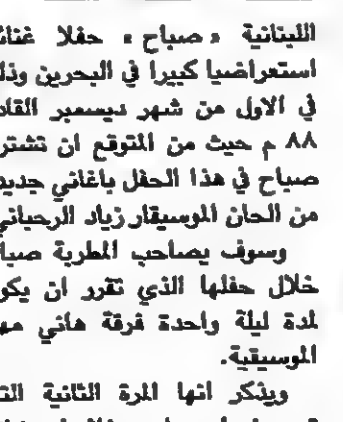 اللبنانية « صباح » حفلا غنائ
استعراضيا كبيرا في البحرين وذل
في الاول من شهر ديسمبر القاد
٨٨ م حيث من المتوقع ان تشتر
صباح في هذا الحفل باغاني جديد
من الحان الموسيقار زياد الرحباني
وسوف يصاحب المطربة صبا
خلال حفلها الذي تقرر ان يكو
لمدة ليلة واحدة فرقة هاني مه
الموسيقية.
ويذكر انها المرة الثانية الت